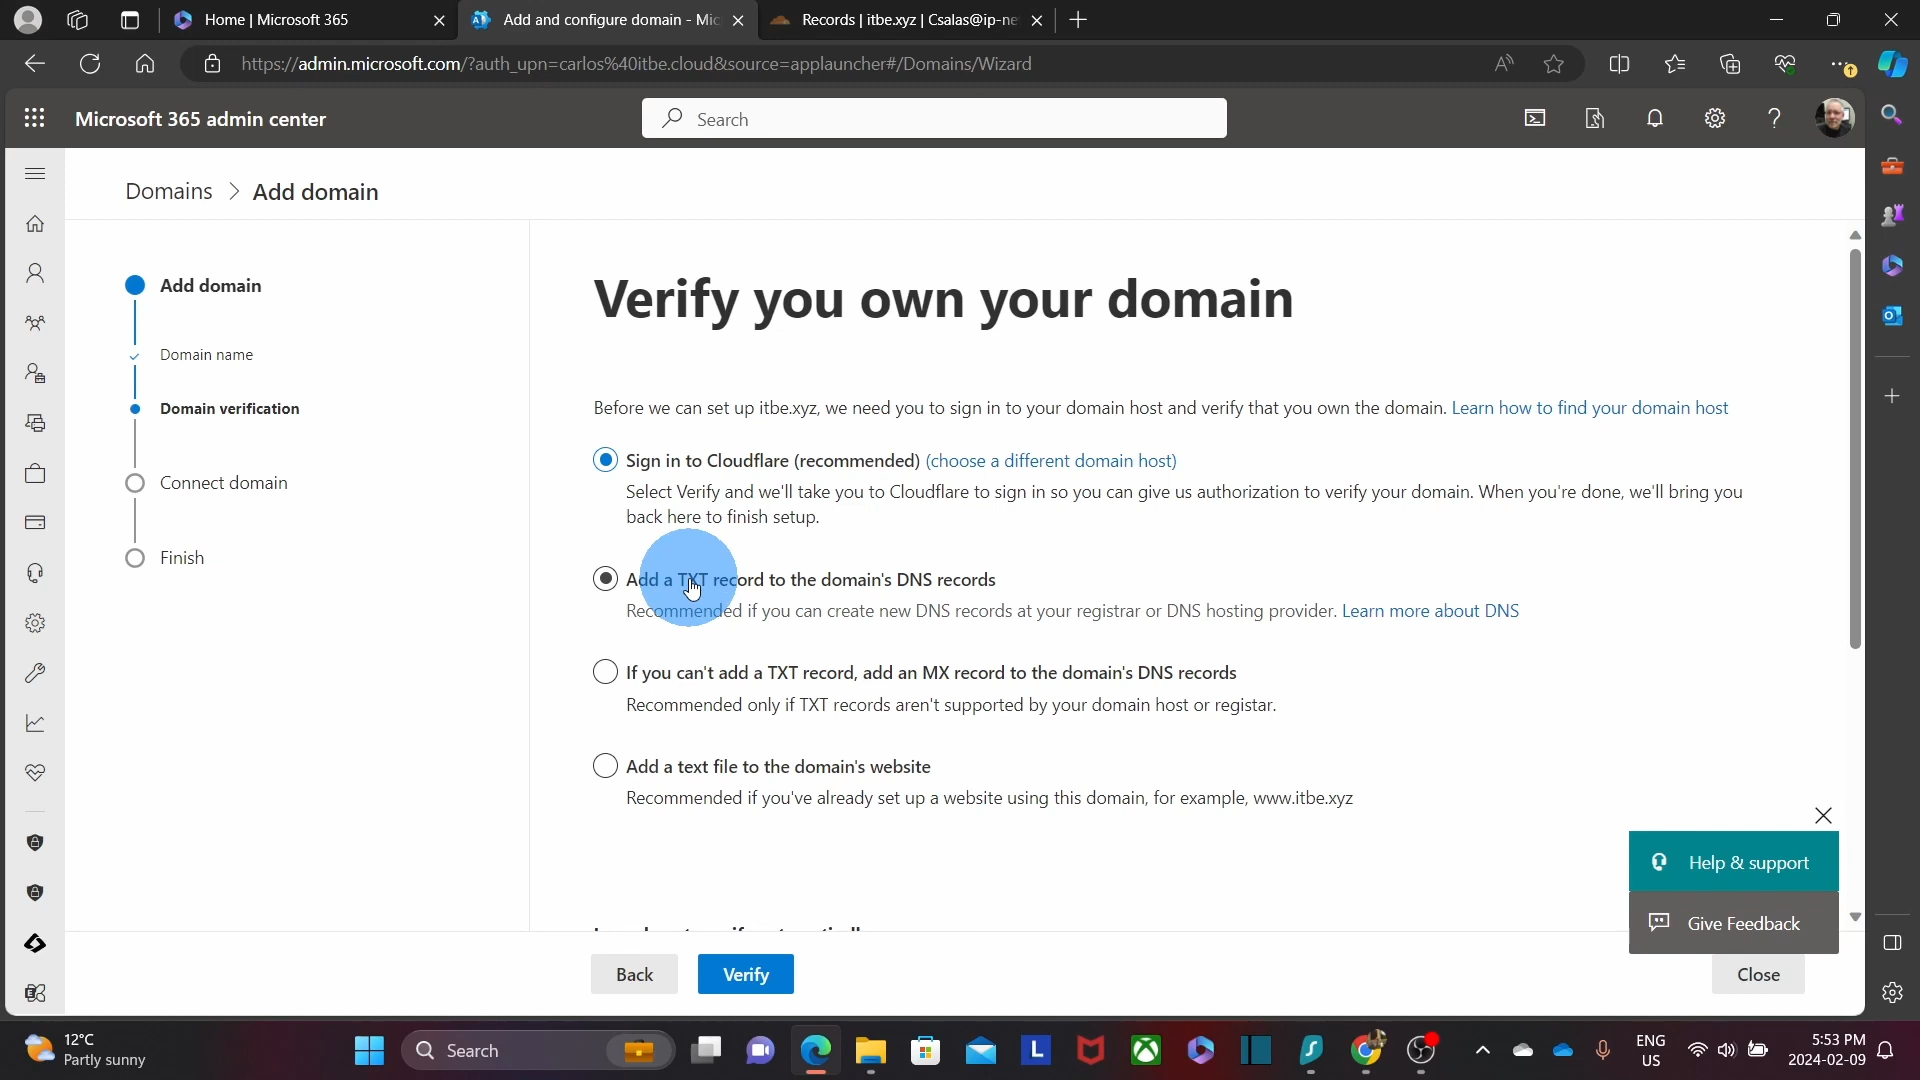 Home | Microsoft 365
Add and configure domain - Mic
Records | itbe.xyz | Csalas@ip-ne
https://admin.microsoft.com/?auth_upn=carlos%40itbe.cloud&source=applauncher#/Domains/Wizard
Microsoft 365 admin center
Search
Domains > Add domain
Add domain
Domain name
Domain verification
Connect domain
Finish
Verify you own your domain
Before we can set up itbe.xyz, we need you to sign in to your domain host and verify that you own the domain. Learn how to find your domain host
Sign in to Cloudflare (recommended) (choose a different domain host)
Select Verify and we'll take you to Cloudflare to sign in so you can give us authorization to verify your domain. When you're done, we'll bring you
back here to finish setup.
Add a TXT record to the domain's DNS records
Recommended if you can create new DNS records at your registrar or DNS hosting provider. Learn more about DNS
If you can't add a TXT record, add an MX record to the domain's DNS records
Recommended only if TXT records aren't supported by your domain host or registar.
Add a text file to the domain's website
Recommended if you've already set up a website using this domain, for example, www.itbe.xyz
Help & support
Give Feedback
Back
Verify
Close
12°C
Partly sunny
Search
L
ENG
US
5:53 PM
2024-02-09